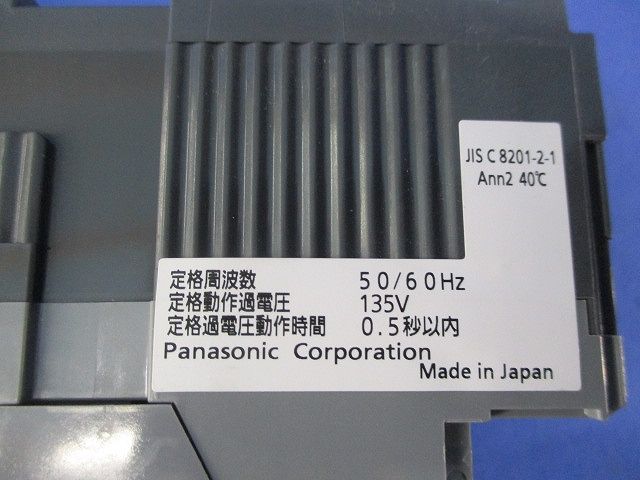 JIS C 8201-2-1
Ann2 40℃
定格周波数 50/60Hz
定格動作過電圧 135V
定格過電圧動作時間 0.5秒以内
Panasonic Corporation
Made in Japan